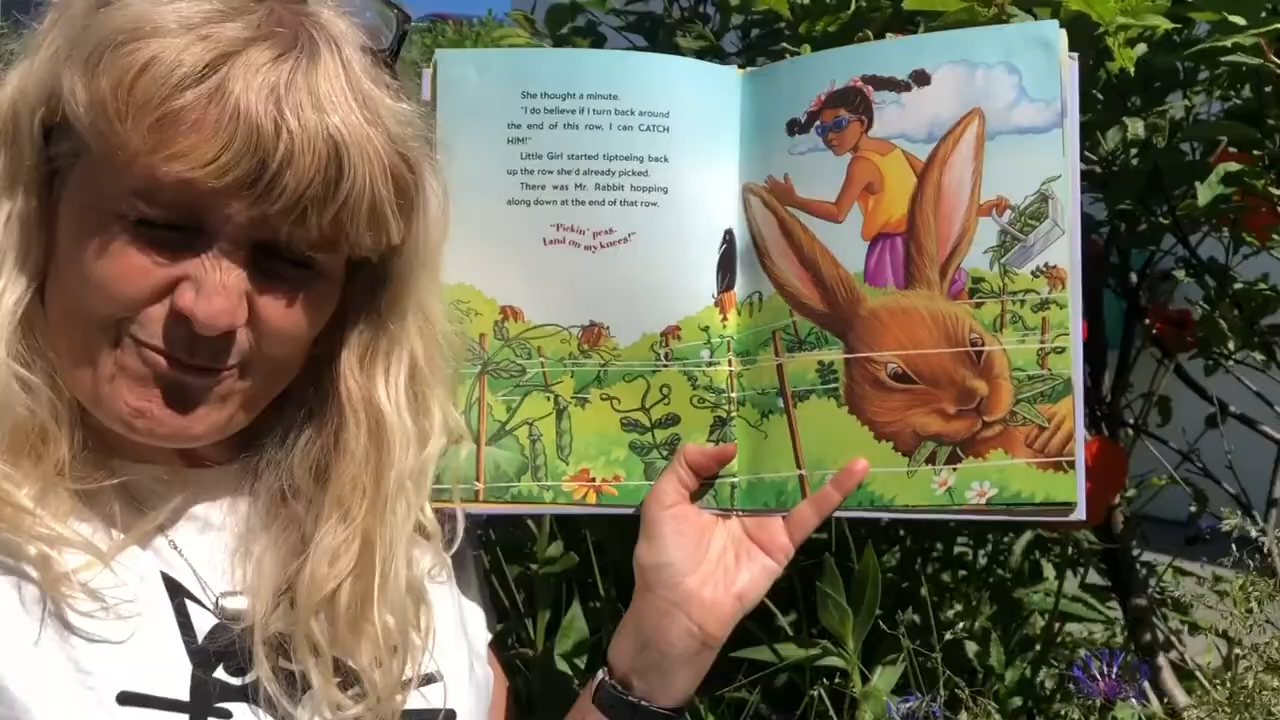 She thought a minute.
"I do believe if I turn back around
the end of this row, I can CATCH
HIM!"
Little Girl started tiptoeing back
up the row she'd already picked.
There was Mr. Rabbit hopping
along down at the end of that row.
"Pickin' peas.
Land on my knees!"